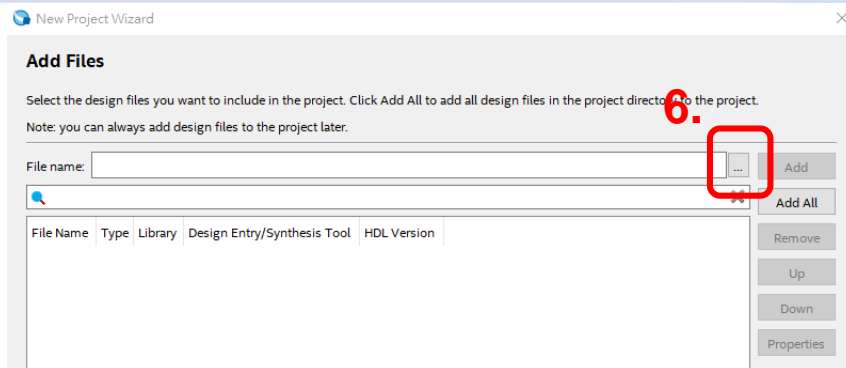 New Project Wizard
Add Files
Select the design files you want to include in the project. Click Add All to add all design files in the project directory to the project.
6.
Note: you can always add design files to the project later.
File name:
...
Add
Add All
File Name Type Library Design Entry/Synthesis Tool HDL Version
Remove
Up
Down
Properties